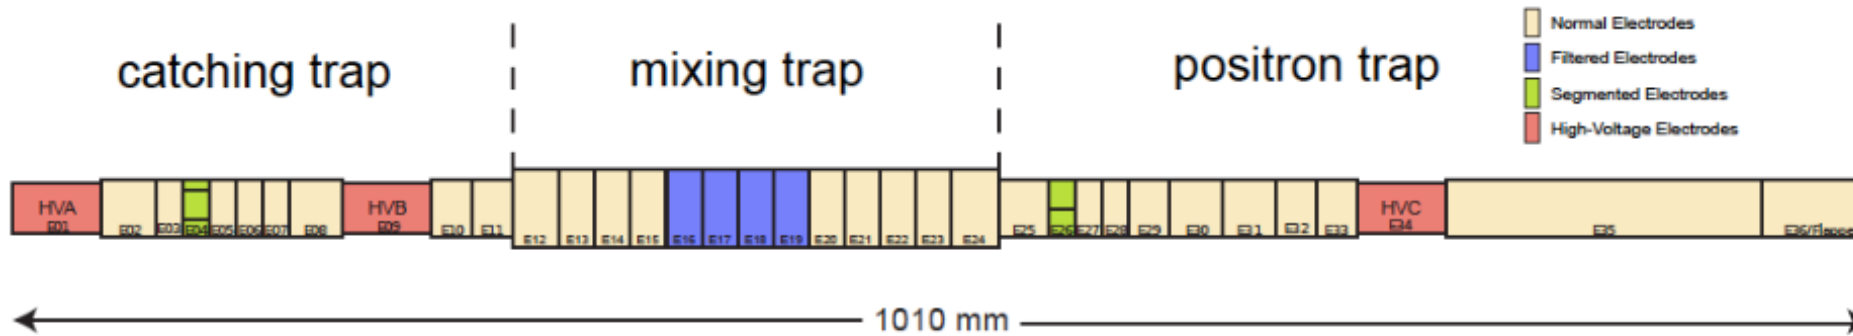 catching trap
mixing trap
positron trap
Normal Electrodes
Filtered Electrodes
Segmented Electrodes
High-Voltage Electrodes
HVA
E01
E02
E03
E04
E05
E06
E07
E08
HVB
E09
E10
E11
E12
E13
E14
E15
E16
E17
E18
E19
E20
E21
E22
E23
E24
E25
E26
E27
E28
E29
E30
E31
E32
E33
HVC
E34
E35
E36/Flappe
1010 mm